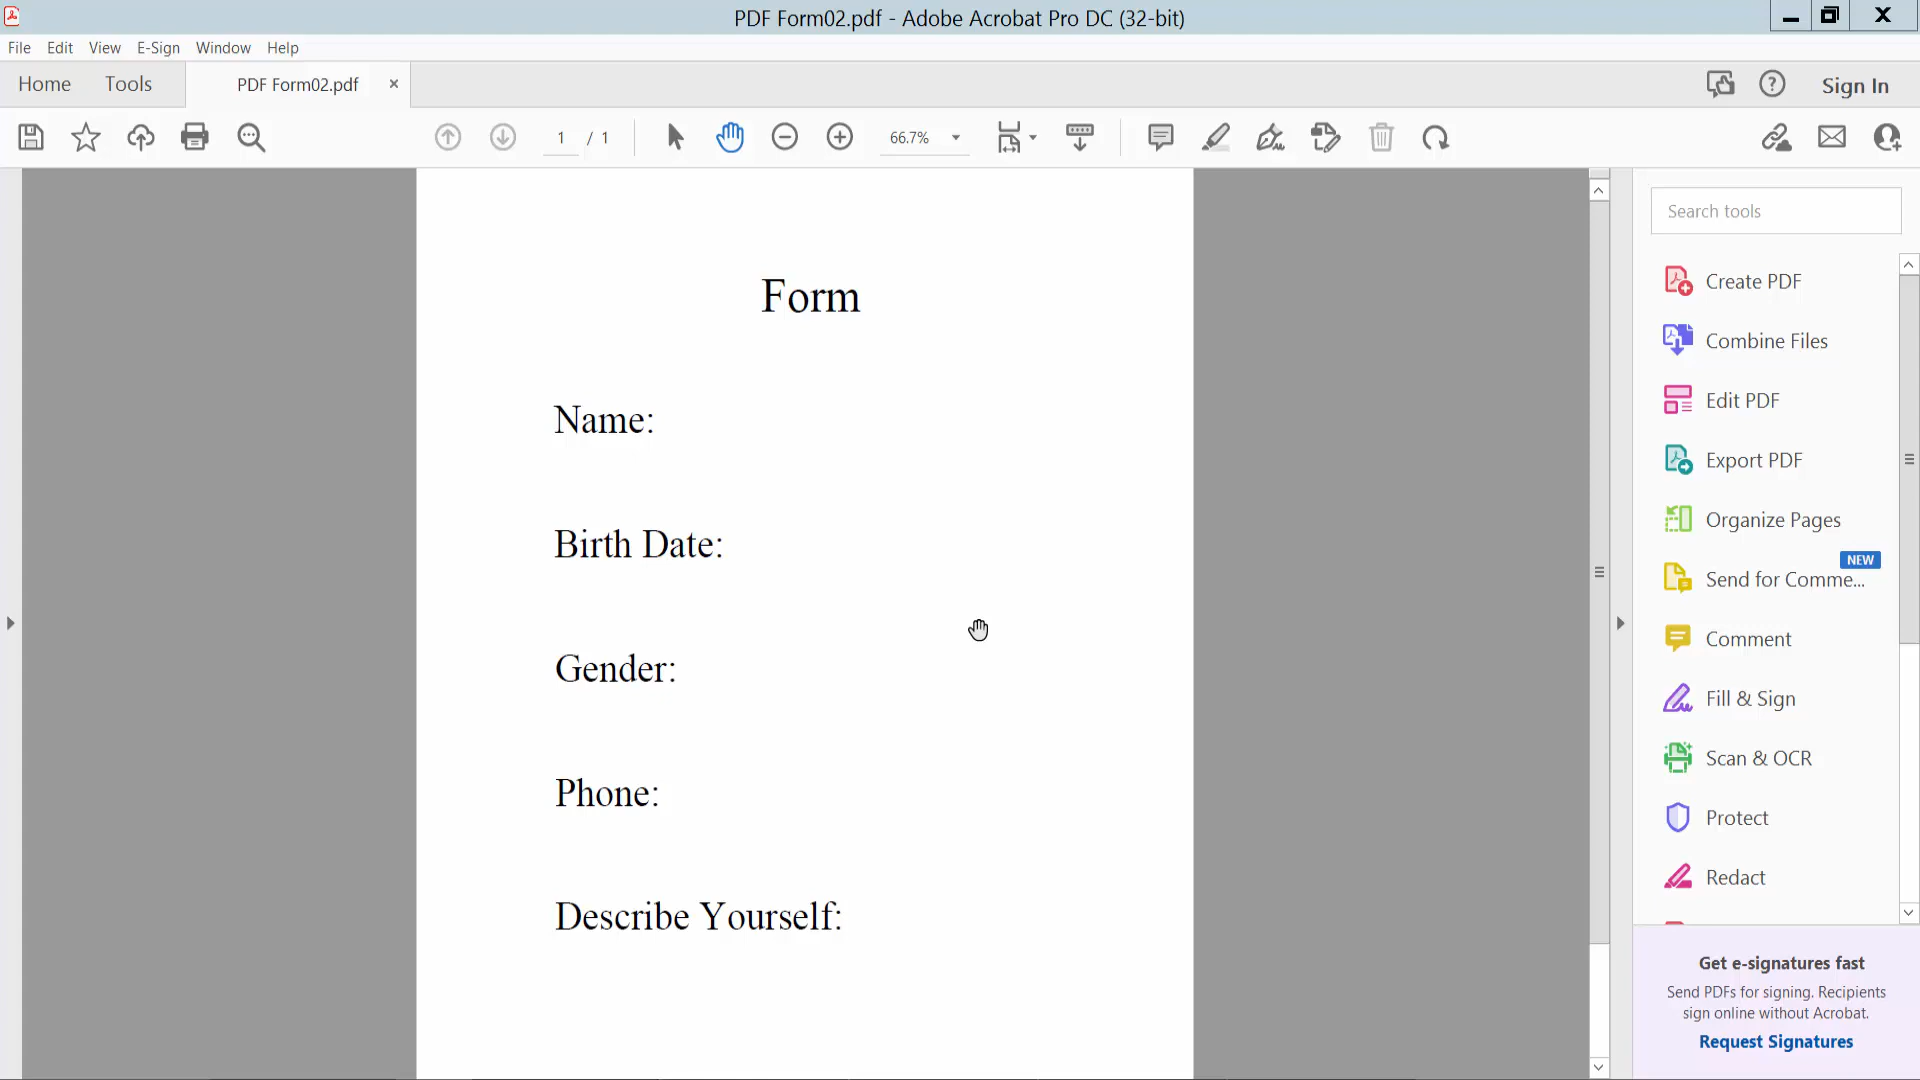 PDF Form02.pdf - Adobe Acrobat Pro DC (32-bit)
File Edit View E-Sign Window Help
Home Tools PDF Form02.pdf × Sign In
1 / 1 66.7%
Search tools
Form
Name:
Birth Date:
Gender:
Phone:
Describe Yourself:
Create PDF
Combine Files
Edit PDF
Export PDF
Organize Pages
NEW
Send for Comme...
Comment
Fill & Sign
Scan & OCR
Protect
Redact
Get e-signatures fast
Send PDFs for signing. Recipients
sign online without Acrobat.
Request Signatures